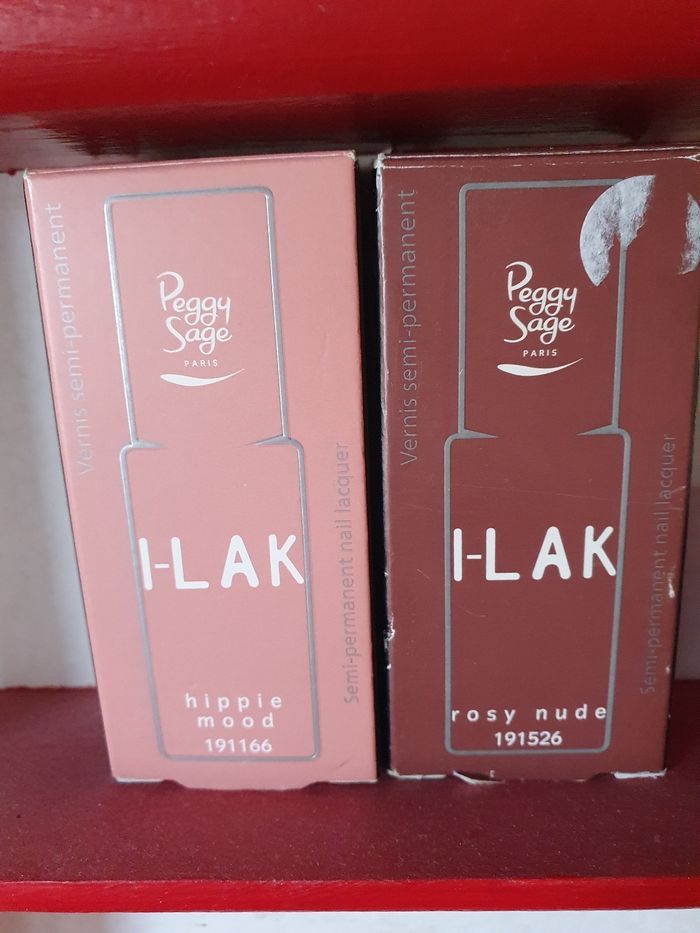 Vernis semi-permanent
Peggy
Sage
PARIS
I-LAK
Semi-permanent nail lacquer
hippie
mood
191166
Vernis semi-permanent
Peggy
Sage
PARIS
I-LAK
Semi-permanent nail lacquer
rosy nude
191526